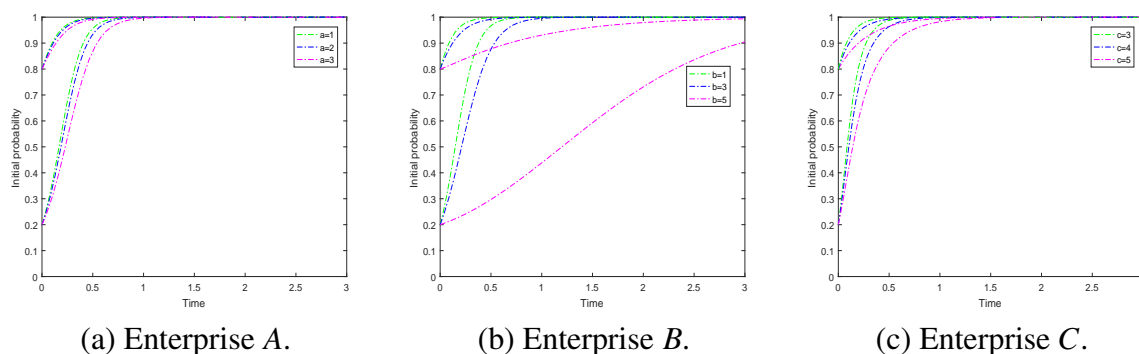 1
0.9
0.8
0.7
0.6
0.5
0.4
0.3
0.2
0.1
0
Initial probability
0 0.5 1 1.5 2 2.5 3
Time
a=1
a=2
a=3
(a) Enterprise A.
1
0.9
0.8
0.7
0.6
0.5
0.4
0.3
0.2
0.1
0
Initial probability
0 0.5 1 1.5 2 2.5 3
Time
b=1
b=3
b=5
(b) Enterprise B.
1
0.9
0.8
0.7
0.6
0.5
0.4
0.3
0.2
0.1
0
Initial probability
0 0.5 1 1.5 2 2.5
Time
c=3
c=4
c=5
(c) Enterprise C.